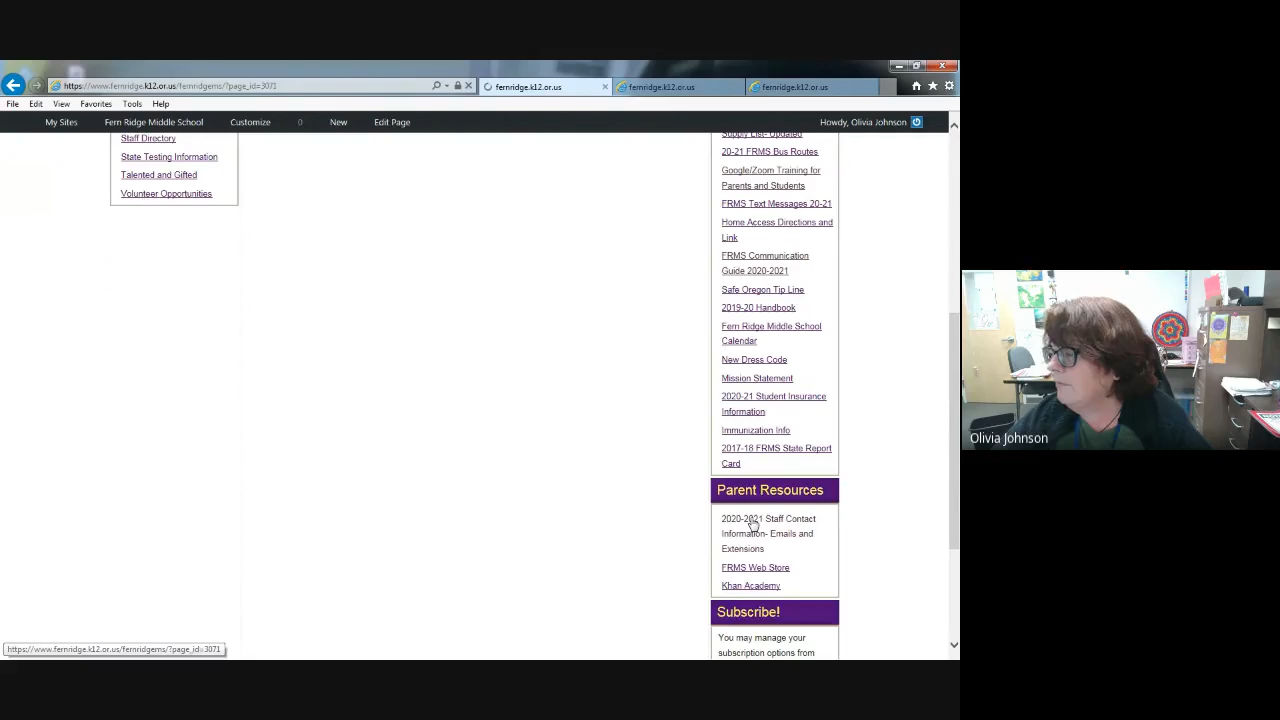 https://www.fernridge.k12.or.us/fernridgems/?page_id=3071
fernridge.k12.or.us
fernridge.k12.or.us
fernridge.k12.or.us
File Edit View Favorites Tools Help
My Sites Fern Ridge Middle School Customize 0 New Edit Page Howdy, Olivia Johnson
Staff Directory
State Testing Information
Talented and Gifted
Volunteer Opportunities
Supply List- Updated
20-21 FRMS Bus Routes
Google/Zoom Training for
Parents and Students
FRMS Text Messages 20-21
Home Access Directions and
Link
FRMS Communication
Guide 2020-2021
Safe Oregon Tip Line
2019-20 Handbook
Fern Ridge Middle School
Calendar
New Dress Code
Mission Statement
2020-21 Student Insurance
Information
Immunization Info
2017-18 FRMS State Report
Card
Parent Resources
2020-2021 Staff Contact
Information- Emails and
Extensions
FRMS Web Store
Khan Academy
Subscribe!
You may manage your
subscription options from
https://www.fernridge.k12.or.us/fernridgems/?page_id=3071
Olivia Johnson